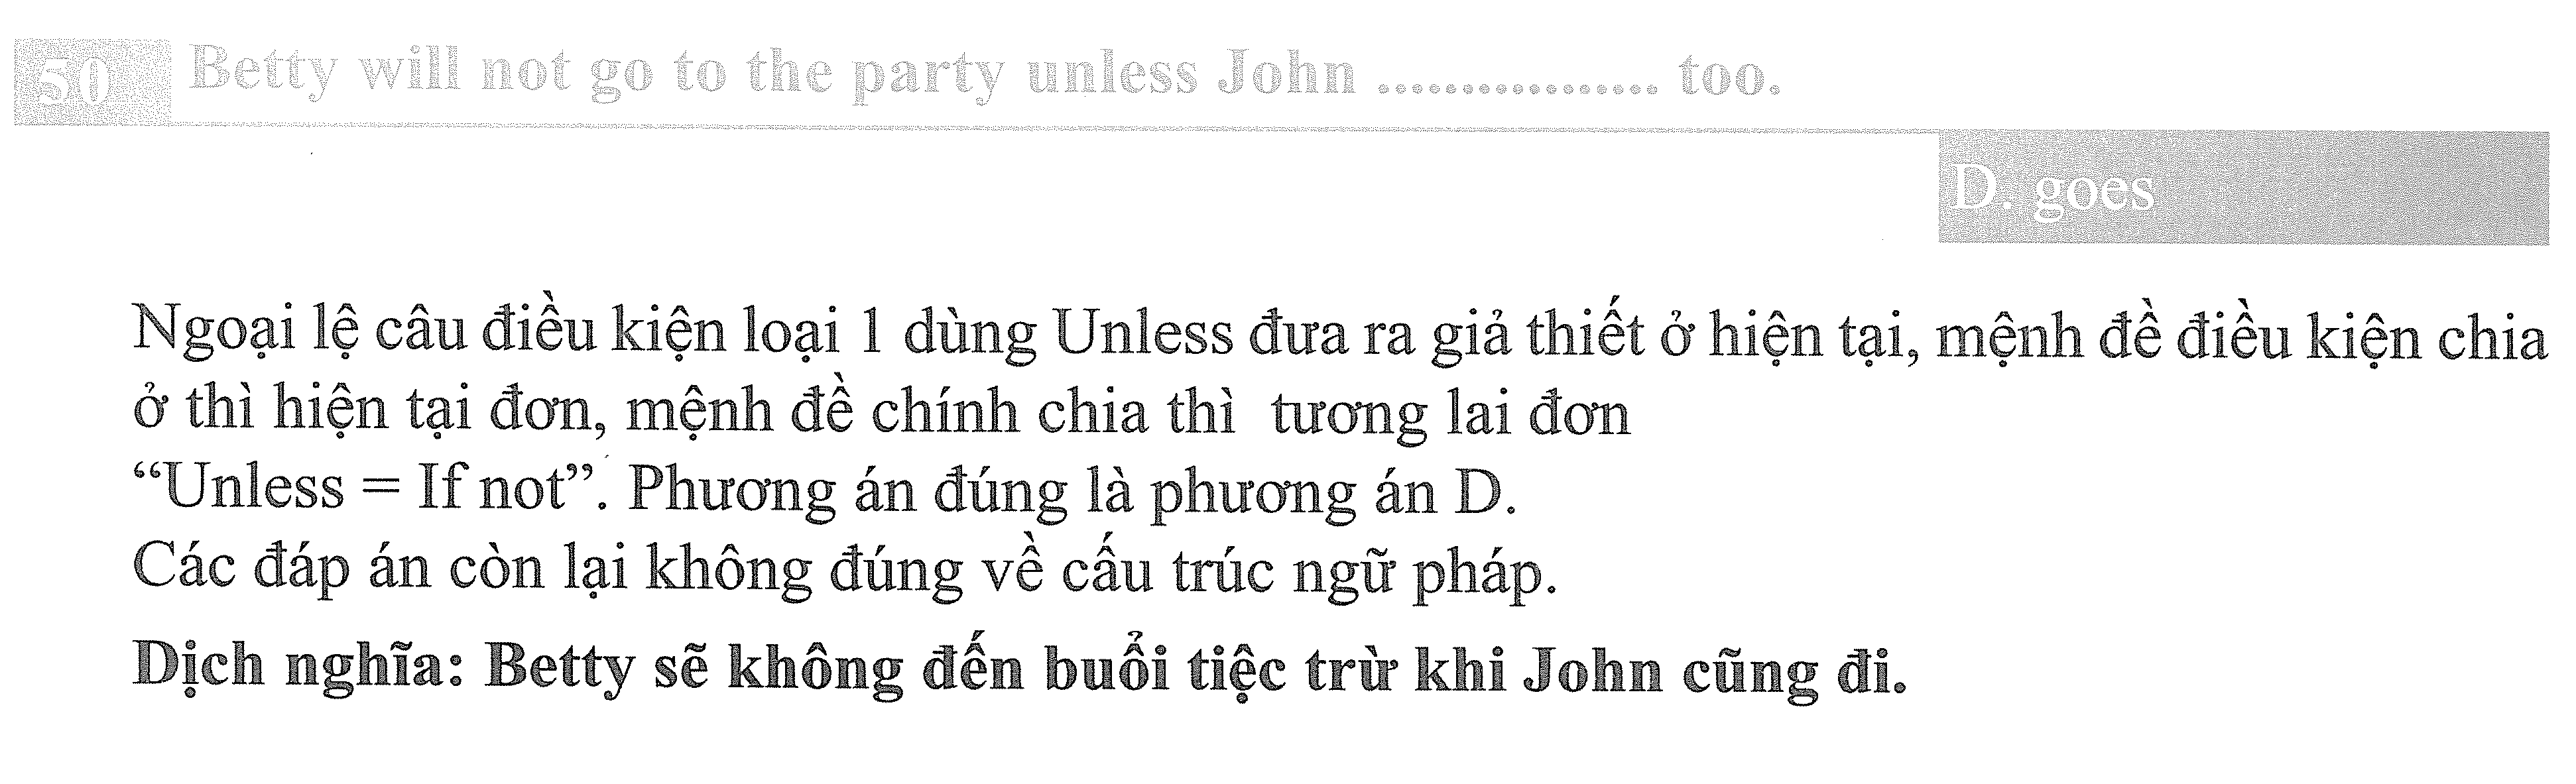 50 Betty will not go to the party unless John ................ too.
D. goes
Ngoại lệ câu điều kiện loại 1 dùng Unless đưa ra giả thiết ở hiện tại, mệnh đề điều kiện chia
ở thì hiện tại đơn, mệnh đề chính chia thì tương lai đơn
“Unless = If not”. Phương án đúng là phương án D.
Các đáp án còn lại không đúng về cấu trúc ngữ pháp.
Dịch nghĩa: Betty sẽ không đến buổi tiệc trừ khi John cũng đi.